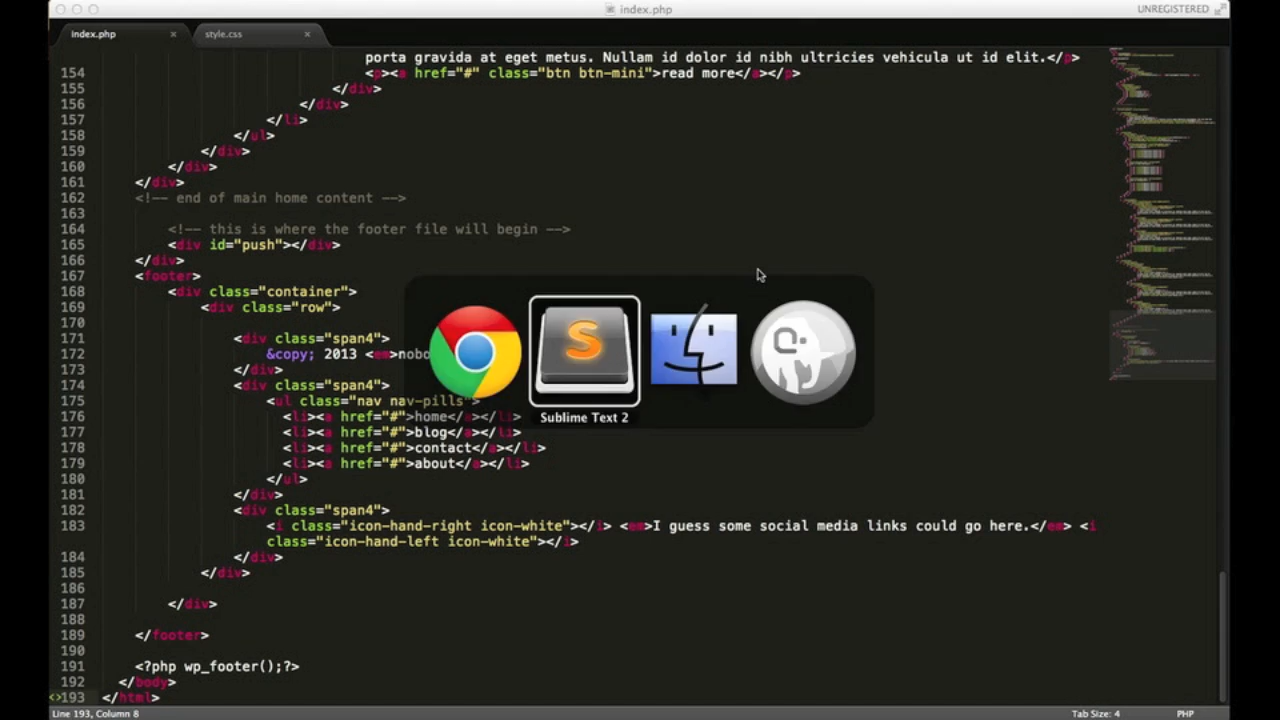 index.php
UNREGISTERED
index.php × style.css ×
porta gravida at eget metus. Nullam id dolor id nibh ultricies vehicula ut id elit.</p>
154 <p><a href="#" class="btn btn-mini">read more</a></p>
155 </div>
156 </div>
157 </li>
158 </ul>
159 </div>
160 </div>
161 </div>
162 <!-- end of main home content -->
163
164 <!-- this is where the footer file will begin -->
165 <div id="push"></div>
166 </div>
167 <footer>
168 <div class="container">
169 <div class="row">
170
171 <div class="span4">
172 &copy; 2013 <em>nobo
173 </div>
174 <div class="span4">
175 <ul class="nav nav-pills">
176 <li><a href="#">home</a></li>
177 <li><a href="#">blog</a></li>
178 <li><a href="#">contact</a></li>
179 <li><a href="#">about</a></li>
180 </ul>
181 </div>
182 <div class="span4">
183 <i class="icon-hand-right icon-white"></i> <em>I guess some social media links could go here.</em> <i
class="icon-hand-left icon-white"></i>
184 </div>
185 </div>
186
187 </div>
188
189 </footer>
190
191 <?php wp_footer();?>
192 </body>
<>193 </html>
S
Sublime Text 2
Line 193, Column 8
Tab Size: 4
PHP